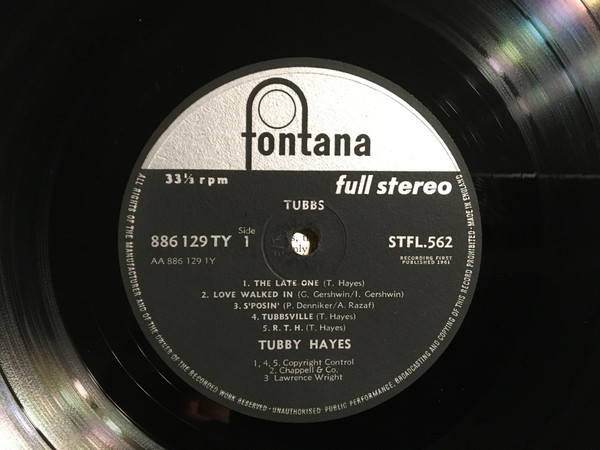 fontana
33⅓ rpm
full stereo
TUBBS
886 129 TY
Side
1
STFL.562
AA 886 129 1Y
RECORDING FIRST
PUBLISHED 1961
1. THE LATE ONE (T. Hayes)
2. LOVE WALKED IN (G. Gershwin/I. Gershwin)
3. S'POSIN' (P. Denniker/A. Razaf)
4. TUBBSVILLE (T. Hayes)
5. R. T. H. (T. Hayes)
TUBBY HAYES
1, 4, 5. Copyright Control
2. Chappell & Co.
3 Lawrence Wright
ALL RIGHTS OF THE MANUFACTURER AND OF THE OWNER OF THE RECORDED WORK RESERVED · UNAUTHORISED PUBLIC PERFORMANCE, BROADCASTING AND COPYING OF THIS RECORD PROHIBITED · MADE IN ENGLAND